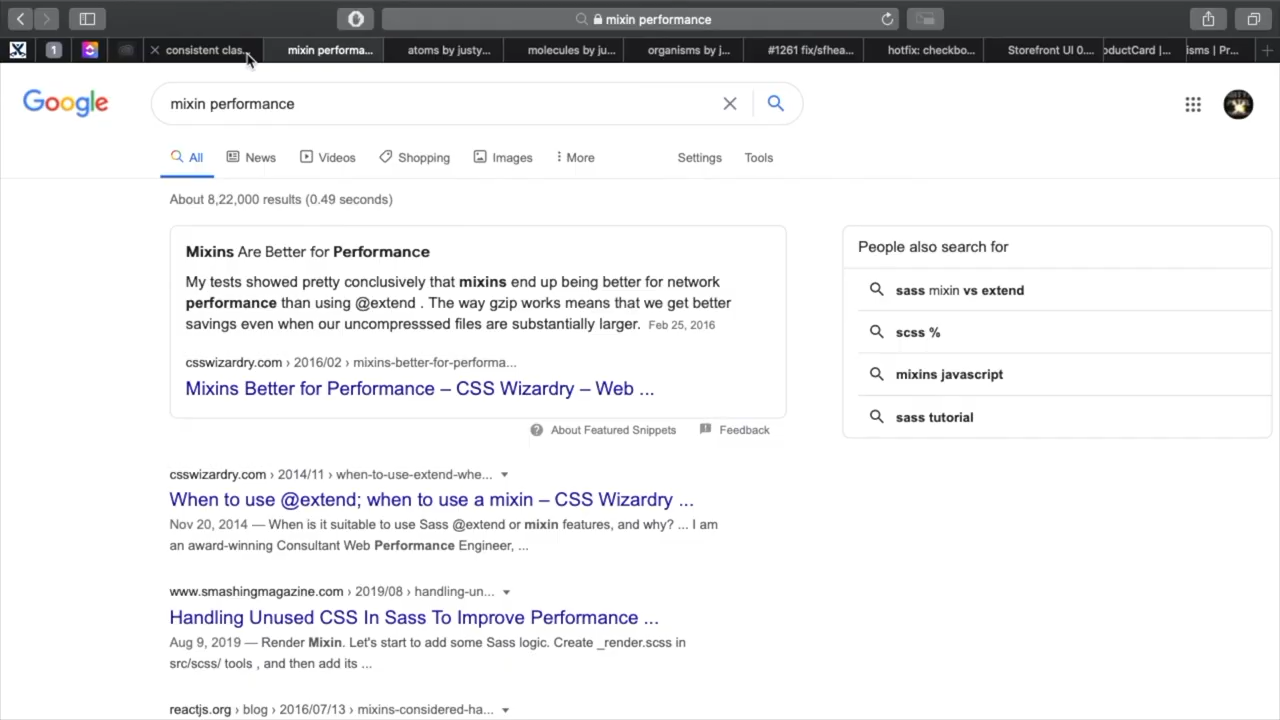 mixin performance
1
consistent clas...
mixin performa...
atoms by justy...
molecules by ju...
organisms by j...
#1261 fix/sfhea...
hotfix: checkbo...
Storefront UI 0....
oductCard |...
isms | Pr...
Google
mixin performance
All
News
Videos
Shopping
Images
More
Settings
Tools
About 8,22,000 results (0.49 seconds)
Mixins Are Better for Performance
My tests showed pretty conclusively that mixins end up being better for network
performance than using @extend . The way gzip works means that we get better
savings even when our uncompresssed files are substantially larger. Feb 25, 2016
csswizardry.com › 2016/02 › mixins-better-for-performa...
Mixins Better for Performance – CSS Wizardry – Web ...
About Featured Snippets
Feedback
People also search for
sass mixin vs extend
scss %
mixins javascript
sass tutorial
csswizardry.com › 2014/11 › when-to-use-extend-whe...
When to use @extend; when to use a mixin – CSS Wizardry ...
Nov 20, 2014 — When is it suitable to use Sass @extend or mixin features, and why? ... I am
an award-winning Consultant Web Performance Engineer, ...
www.smashingmagazine.com › 2019/08 › handling-un...
Handling Unused CSS In Sass To Improve Performance ...
Aug 9, 2019 — Render Mixin. Let's start to add some Sass logic. Create _render.scss in
src/scss/ tools , and then add its ...
reactjs.org › blog › 2016/07/13 › mixins-considered-ha...